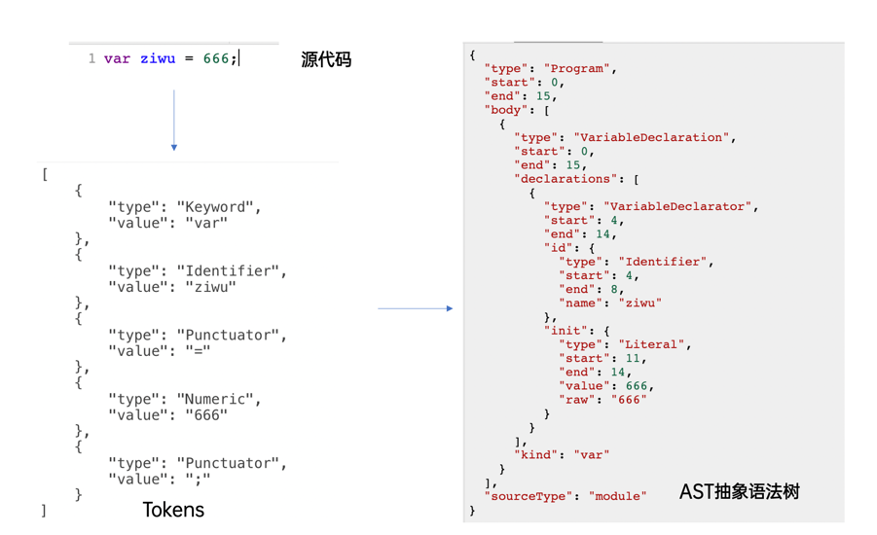 1 var ziwu = 666;
源代码
[
    {
        "type": "Keyword",
        "value": "var"
    },
    {
        "type": "Identifier",
        "value": "ziwu"
    },
    {
        "type": "Punctuator",
        "value": "="
    },
    {
        "type": "Numeric",
        "value": "666"
    },
    {
        "type": "Punctuator",
        "value": ";"
    }
]
Tokens
{
  "type": "Program",
  "start": 0,
  "end": 15,
  "body": [
    {
      "type": "VariableDeclaration",
      "start": 0,
      "end": 15,
      "declarations": [
        {
          "type": "VariableDeclarator",
          "start": 4,
          "end": 14,
          "id": {
            "type": "Identifier",
            "start": 4,
            "end": 8,
            "name": "ziwu"
          },
          "init": {
            "type": "Literal",
            "start": 11,
            "end": 14,
            "value": 666,
            "raw": "666"
          }
        }
      ],
      "kind": "var"
    }
  ],
  "sourceType": "module"
}
AST抽象语法树